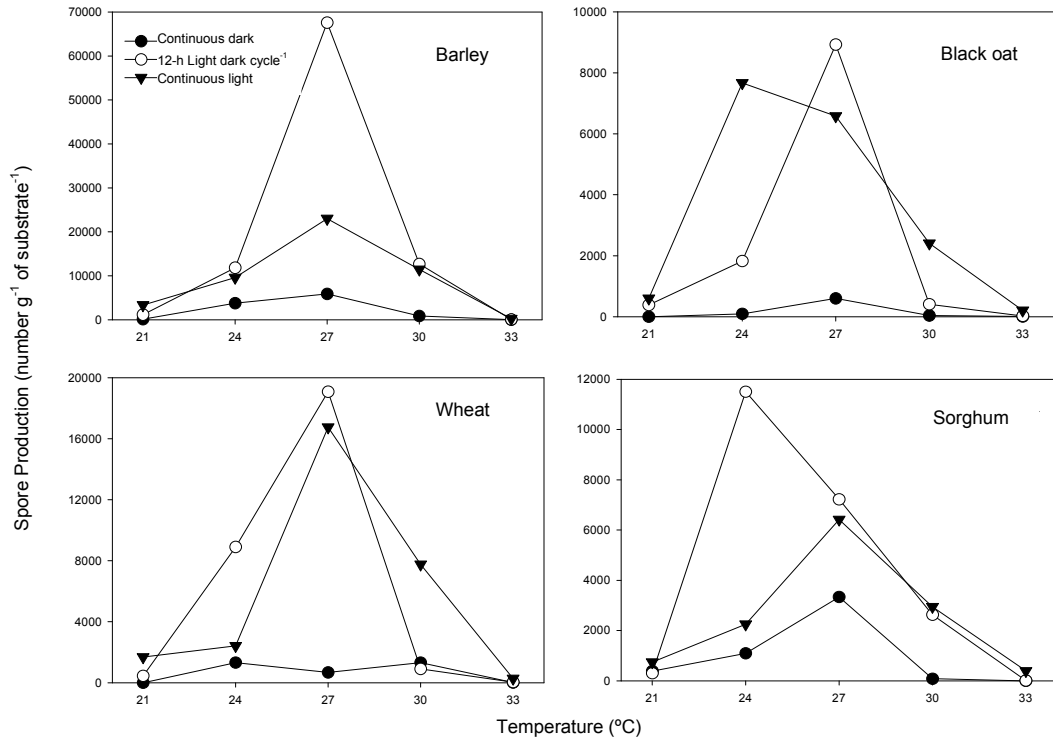 Barley
70000
60000
50000
40000
30000
20000
10000
0
Continuous dark
12-h Light dark cycle⁻¹
Continuous light
21 24 27 30 33
Black oat
10000
8000
6000
4000
2000
0
21 24 27 30 33
Wheat
20000
16000
12000
8000
4000
0
21 24 27 30 33
Sorghum
12000
10000
8000
6000
4000
2000
0
21 24 27 30 33
Spore Production (number g⁻¹ of substrate⁻¹)
Temperature (ºC)